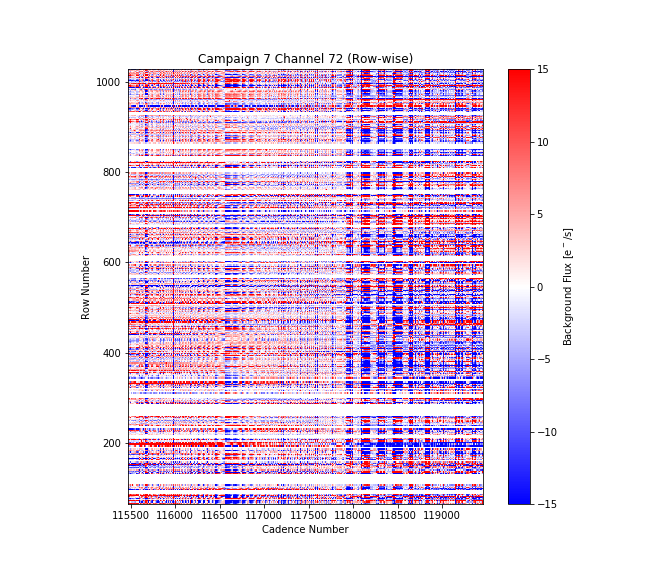 Campaign 7 Channel 72 (Row-wise)
1000
800
600
400
200
Row Number
115500 116000 116500 117000 117500 118000 118500 119000
Cadence Number
15
10
5
0
−5
−10
−15
Background Flux [e⁻/s]